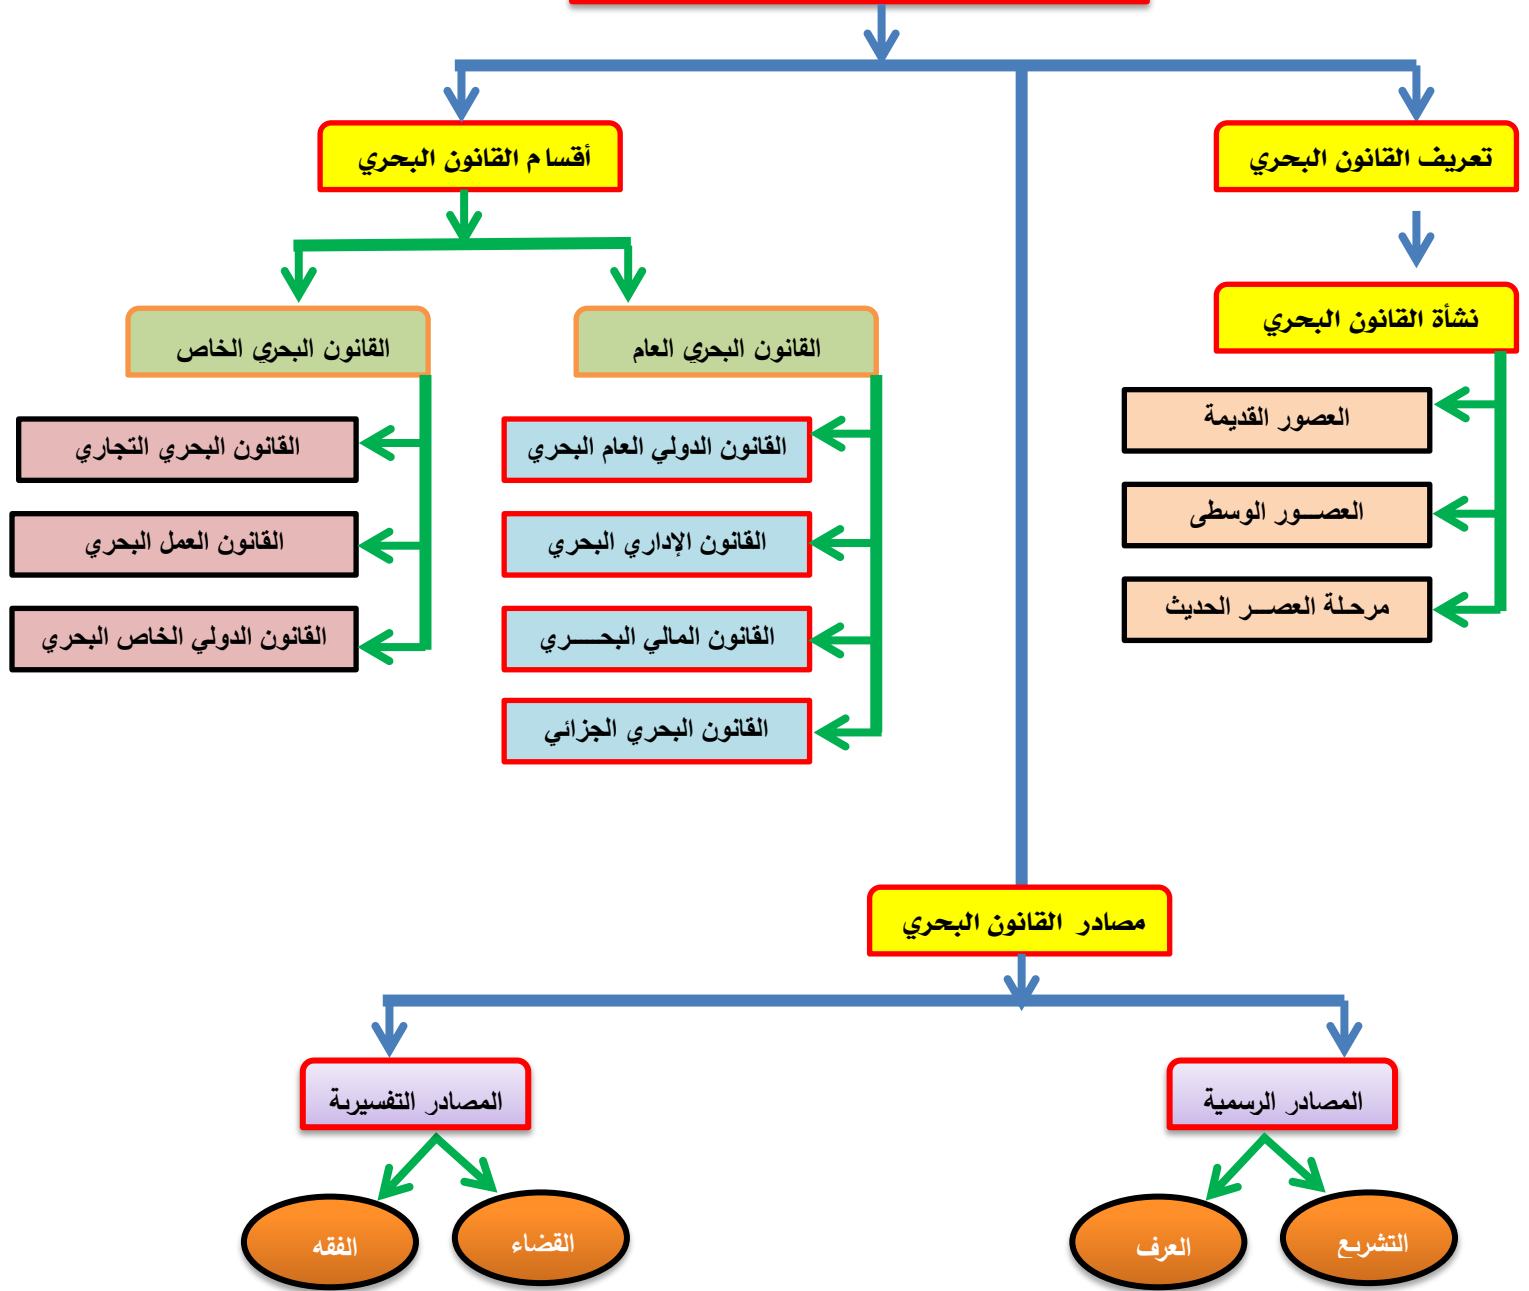 تعريف القانون البحري
أقسام القانون البحري
نشأة القانون البحري
العصور القديمة
العصـــور الوسطى
مرحلة العصـــر الحديث
القانون البحري العام
القانون الدولي العام البحري
القانون الإداري البحري
القانون المالي البحـــــري
القانون البحري الجزائي
القانون البحري الخاص
القانون البحري التجاري
القانون العمل البحري
القانون الدولي الخاص البحري
مصادر القانون البحري
المصادر الرسمية
التشريع
العرف
المصادر التفسيرية
القضاء
الفقه